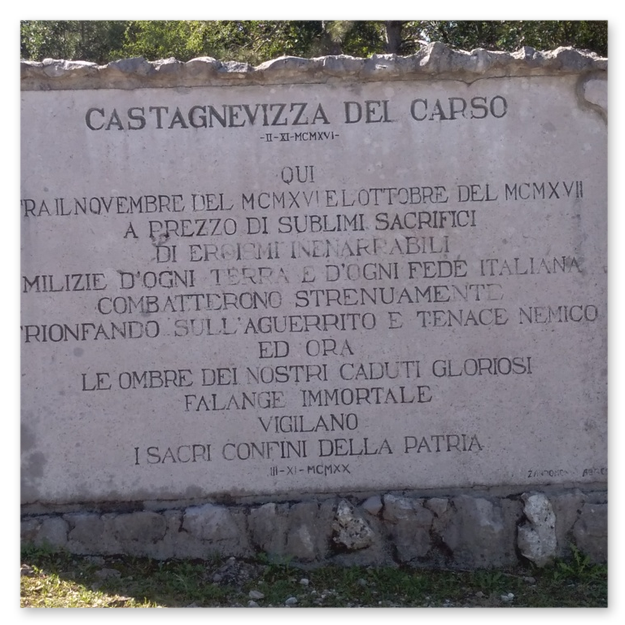 CASTAGNEVIZZA DEL CARSO
-II-XI-MCMXVI-
QUI
TRA IL NOVEMBRE DEL MCMXVI E LOTTOBRE DEL MCMXVII
A PREZZO DI SUBLIMI SACRIFICI
DI EROISMI INENARRABILI
MILIZIE D'OGNI TERRA E D'OGNI FEDE ITALIANA
COMBATTERONO STRENUAMENTE
TRIONFANDO SULL'AGUERRITO E TENACE NEMICO
ED ORA
LE OMBRE DEI NOSTRI CADUTI GLORIOSI
FALANGE IMMORTALE
VIGILANO
I SACRI CONFINI DELLA PATRIA
III-XI-MCMXX